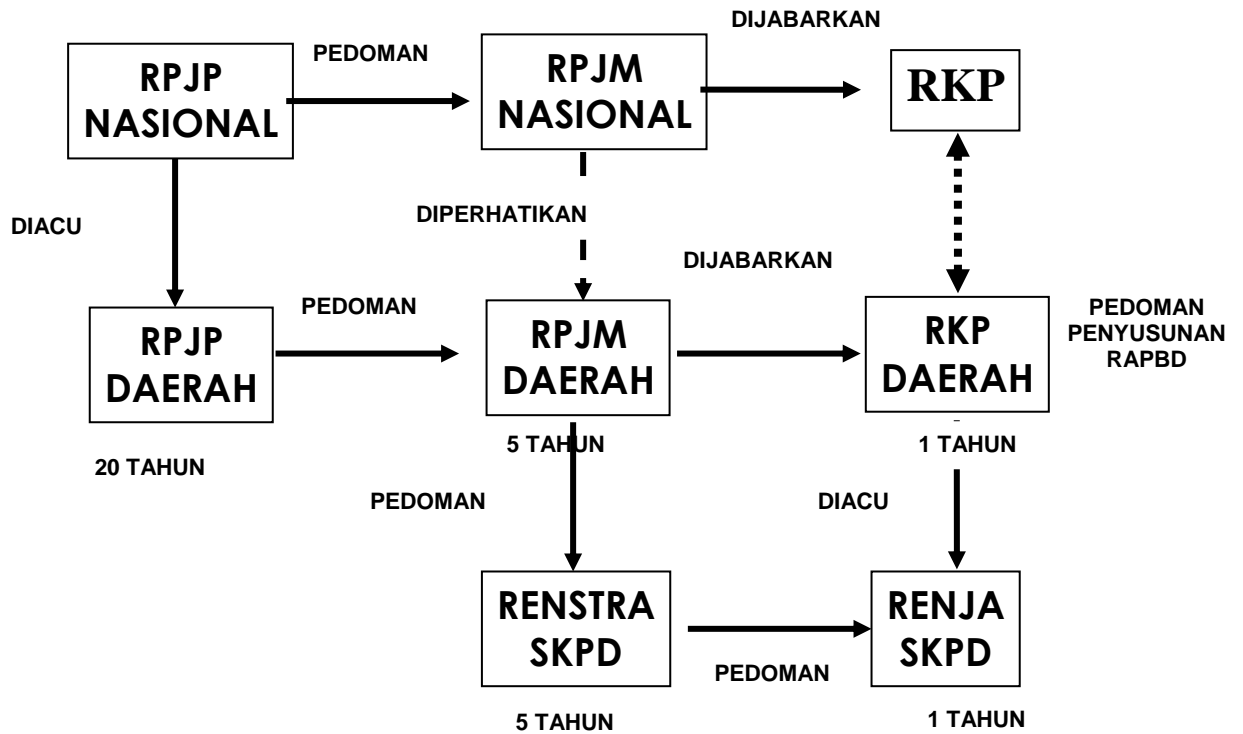 DIJABARKAN
PEDOMAN
RPJP
NASIONAL
RPJM
NASIONAL
RKP
DIACU
DIPERHATIKAN
DIJABARKAN
PEDOMAN
RPJP
DAERAH
RPJM
DAERAH
RKP
DAERAH
PEDOMAN
PENYUSUNAN
RAPBD
20 TAHUN
5 TAHUN
1 TAHUN
PEDOMAN
DIACU
RENSTRA
SKPD
RENJA
SKPD
PEDOMAN
5 TAHUN
1 TAHUN